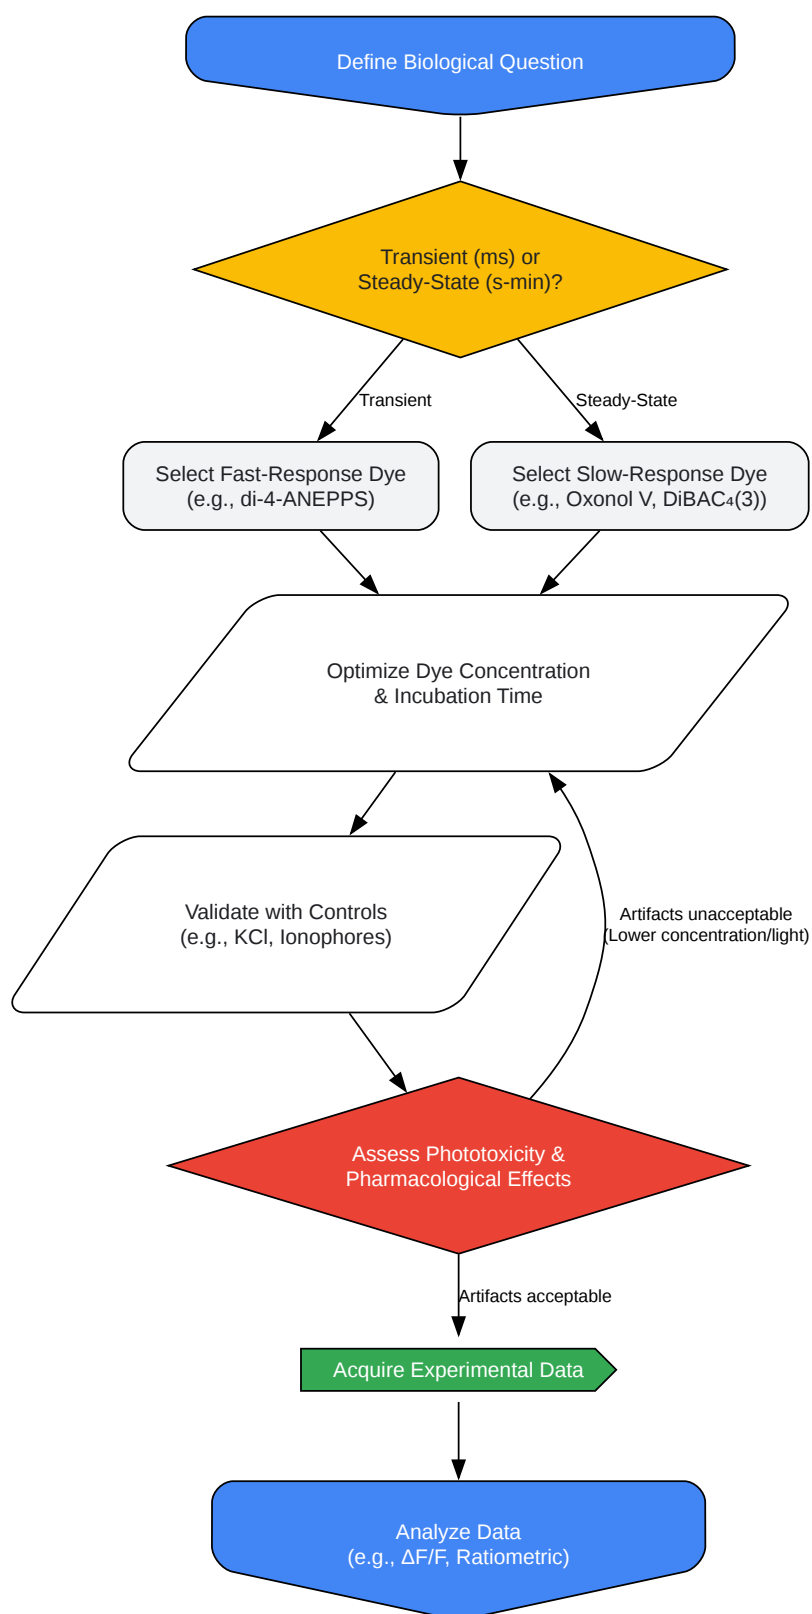 Define Biological Question
Transient (ms) or
Steady-State (s-min)?
Transient
Steady-State
Select Fast-Response Dye
(e.g., di-4-ANEPPS)
Select Slow-Response Dye
(e.g., Oxonol V, DiBAC₄(3))
Optimize Dye Concentration
& Incubation Time
Validate with Controls
(e.g., KCl, Ionophores)
Artifacts unacceptable
(Lower concentration/light)
Assess Phototoxicity &
Pharmacological Effects
Artifacts acceptable
Acquire Experimental Data
Analyze Data
(e.g., ΔF/F, Ratiometric)